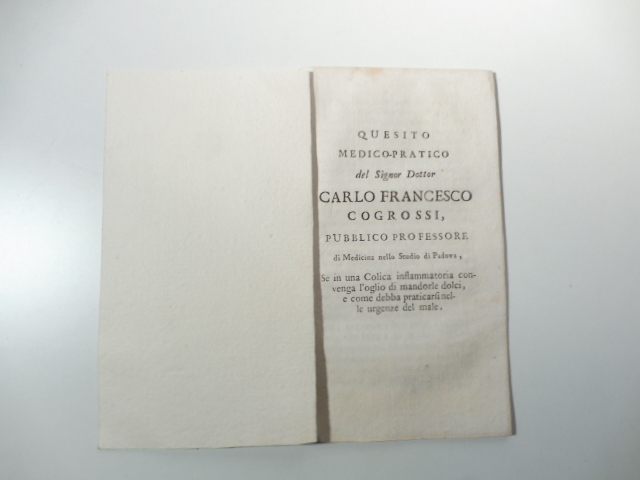 QUESITO
MEDICO-PRATICO
del Signor Dottor
CARLO FRANCESCO
COGROSSI,
PUBBLICO PROFESSORE
di Medicina nello Studio di Padova,
Se in una Colica inflammatoria con-
venga l'oglio di mandorle dolci,
e come debba praticarsi nel-
le urgenze del male.